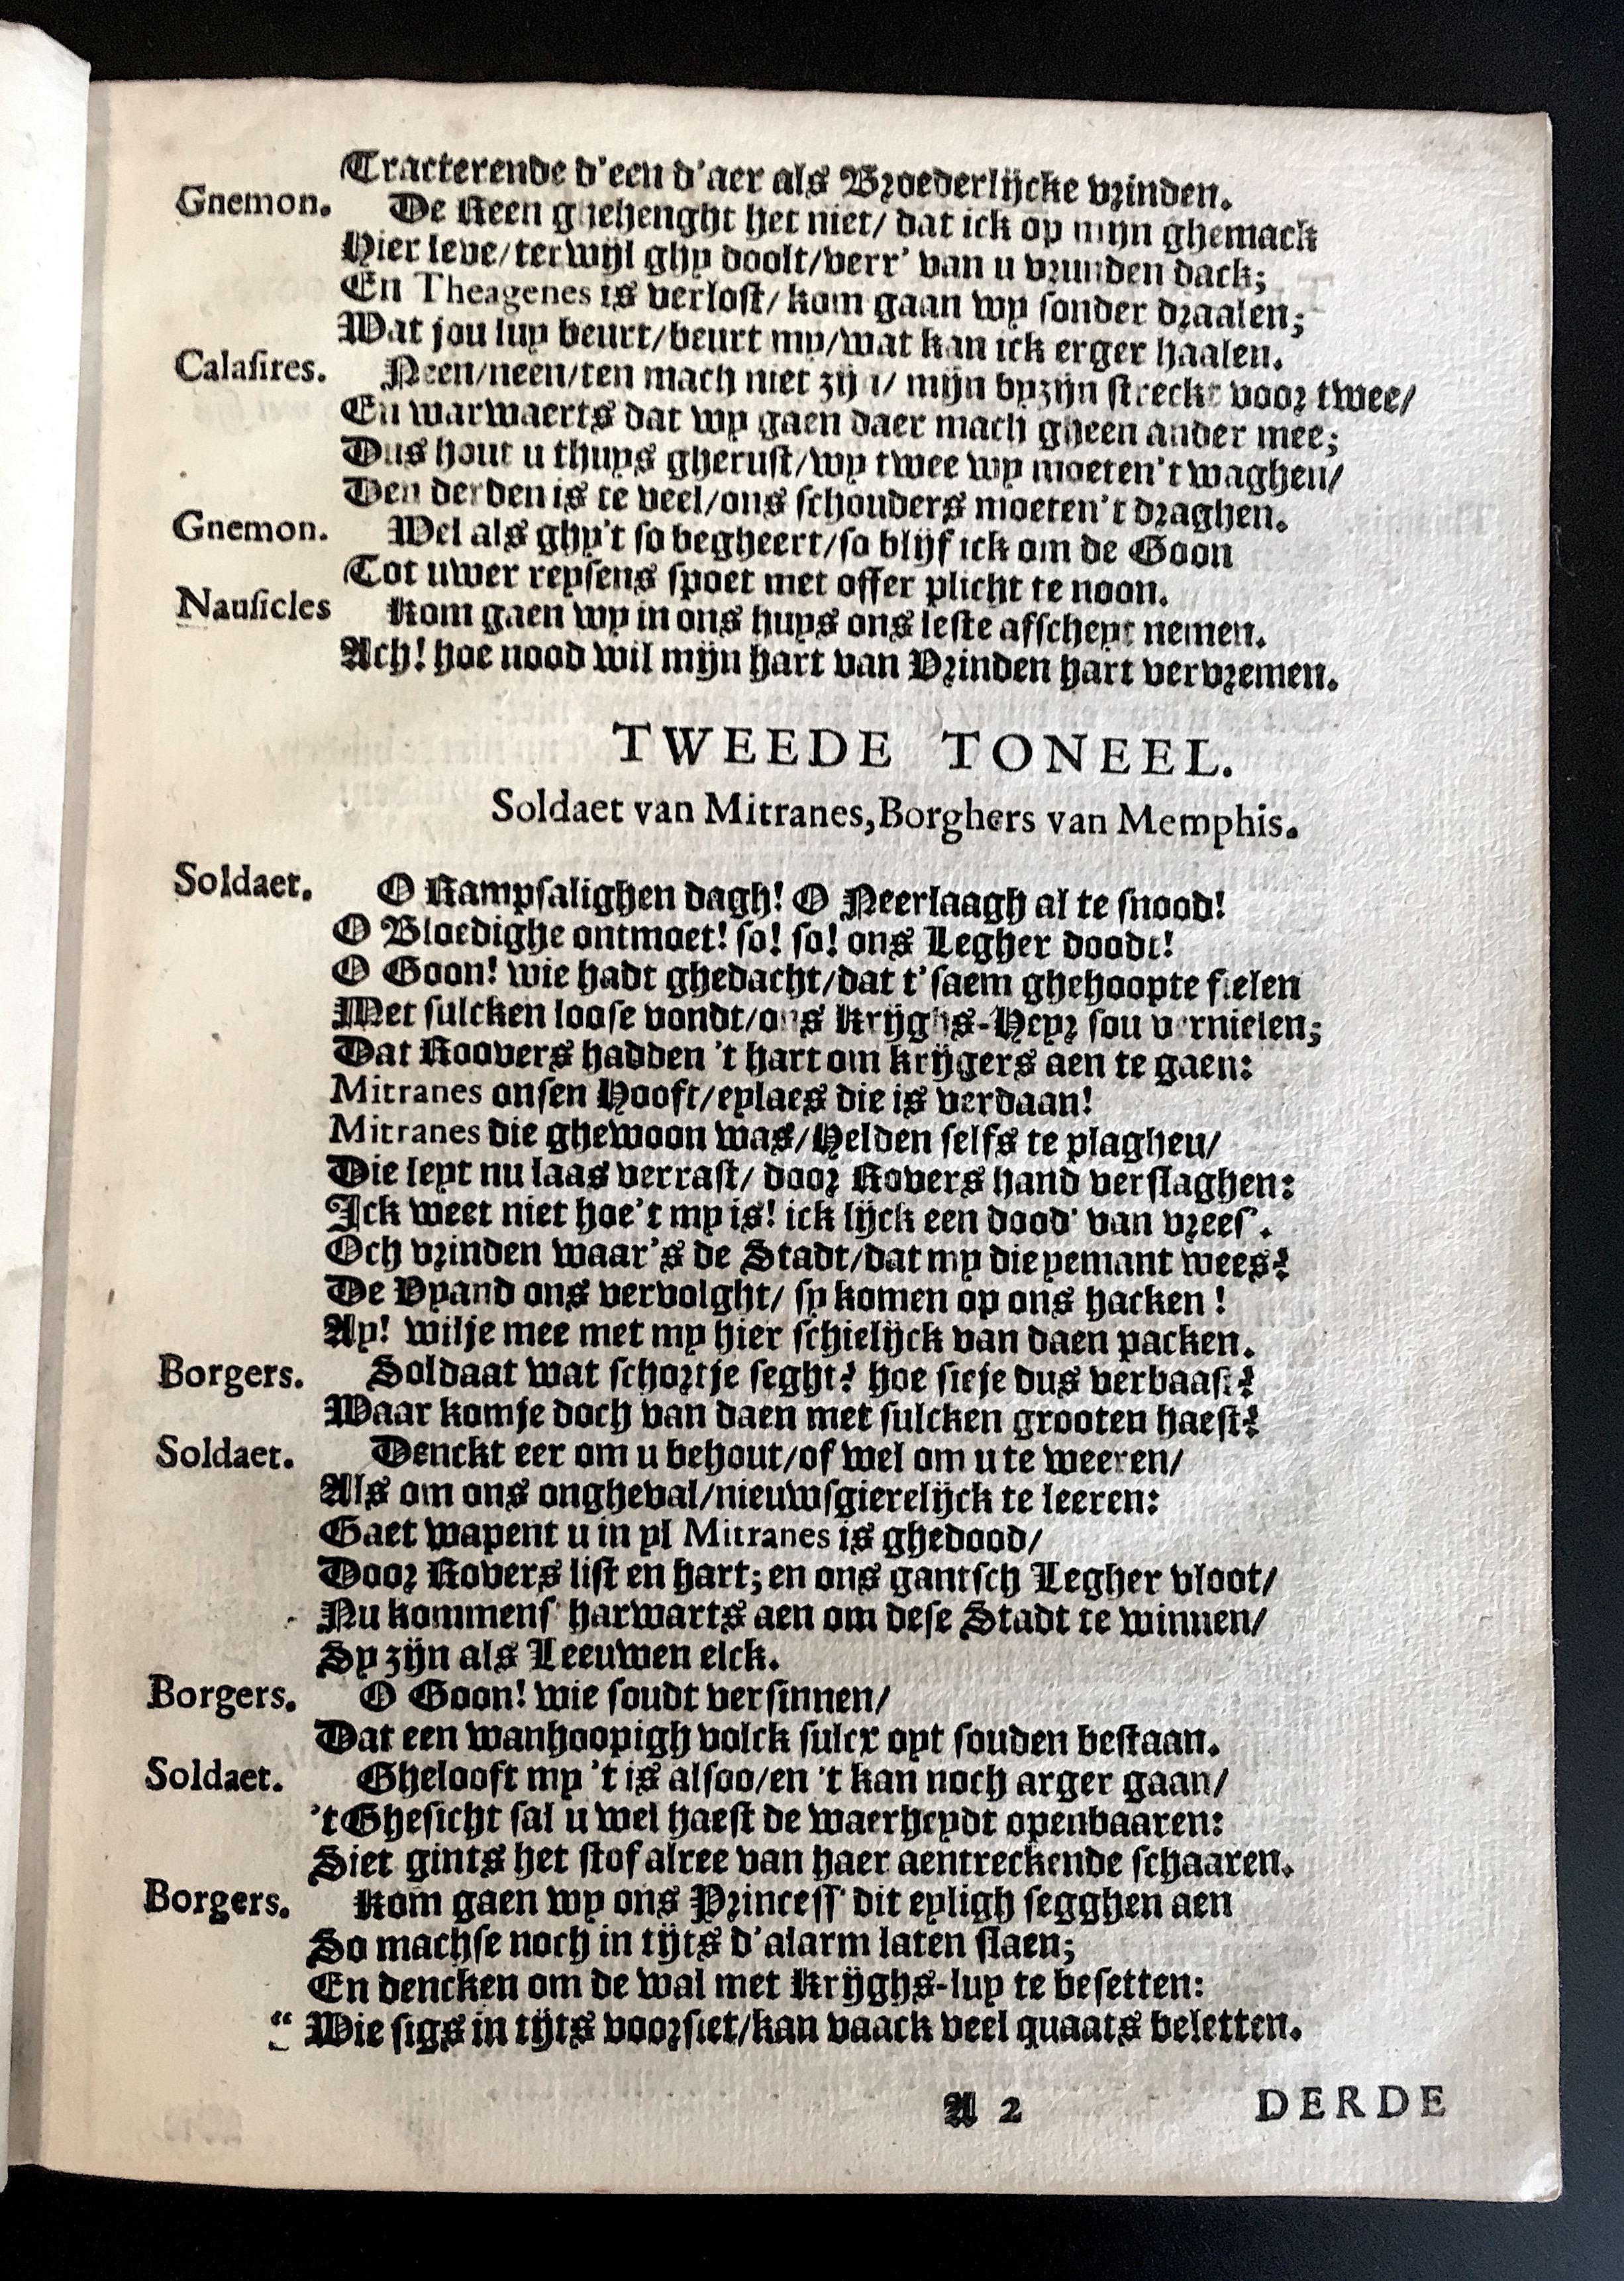 Tracterende d'een d'aer als Broederlijcke vrinden.
Gnemon. De Reen ghehenght het niet/ dat ick op mijn ghemack
Hier leve/terwijl ghy doolt/verr' van u vrunden dack;
En Theagenes is verlost/ kom gaan wy sonder draalen;
Wat jou luy beurt/beurt my/wat kan ick erger haalen.
Calasires. Neen/neen/ten mach niet zijn/ mijn byzijn streckt voor twee/
En warwaerts dat wy gaen daer mach gheen ander mee;
Dus hout u thuys gherust/wy twee wy moeten't waghen/
Den derden is te veel/ons schouders moeten't draghen.
Gnemon. Wel als ghy't so begheert/so blijf ick om de Goon
Tot uwer reysens spoet met offer plicht te noon.
Nausicles Kom gaen wy in ons huys ons leste afscheyt nemen.
Ach! hoe nood wil mijn hart van Vrinden hart vervremen.
TWEEDE TONEEL.
Soldaet van Mitranes, Borghers van Memphis.
Soldaet. O Rampsalighen dagh! O Neerlaagh al te snood!
O Bloedighe ontmoet! so! so! ons Legher doodt!
O Goon! wie hadt ghedacht/dat t'saem ghehoopte fielen
Met sulcken loose vondt/ons Krijghs-Heyr sou vernielen;
Dat Roovers hadden 't hart om krijgers aen te gaen:
Mitranes onsen Hooft/eylaes die is verdaan!
Mitranes die ghewoon was/Helden selfs te plaghen/
Die leyt nu laas verrast/ door Rovers hand verslaghen:
Ick weet niet hoe't my is! ick lijck een dood' van vrees'.
Och vrinden waar's de Stadt/dat my die yemant wees?
De Vyand ons vervolght/ sy komen op ons hacken!
Ay! wilje mee met my hier schielijck van daen packen.
Borgers. Soldaat wat schortje seght? hoe sieje dus verbaast?
Waar komje doch van daen met sulcken grooten haest?
Soldaet. Denckt eer om u behout/of wel om u te weeren/
Als om ons ongheval/nieuwsgierelijck te leeren:
Gaet wapent u in yl Mitranes is ghedood/
Door Rovers list en hart; en ons gantsch Legher vloot/
Nu kommens' harwarts aen om dese Stadt te winnen/
Sy zijn als Leeuwen elck.
Borgers. O Goon! wie soudt versinnen/
Dat een wanhoopigh volck sulcx oyt souden bestaan.
Soldaet. Ghelooft my 't is alsoo/en 't kan noch arger gaan/
't Ghesicht sal u wel haest de waerheydt openbaaren:
Siet gints het stof alree van haer aentreckende schaaren.
Borgers. Kom gaen wy ons Princess' dit eyligh segghen aen
So machse noch in tijts d'alarm laten slaen;
En dencken om de wal met Krijghs-luy te besetten:
“ Wie sigs in tijts voorsiet/kan vaack veel quaats beletten.
A 2 DERDE